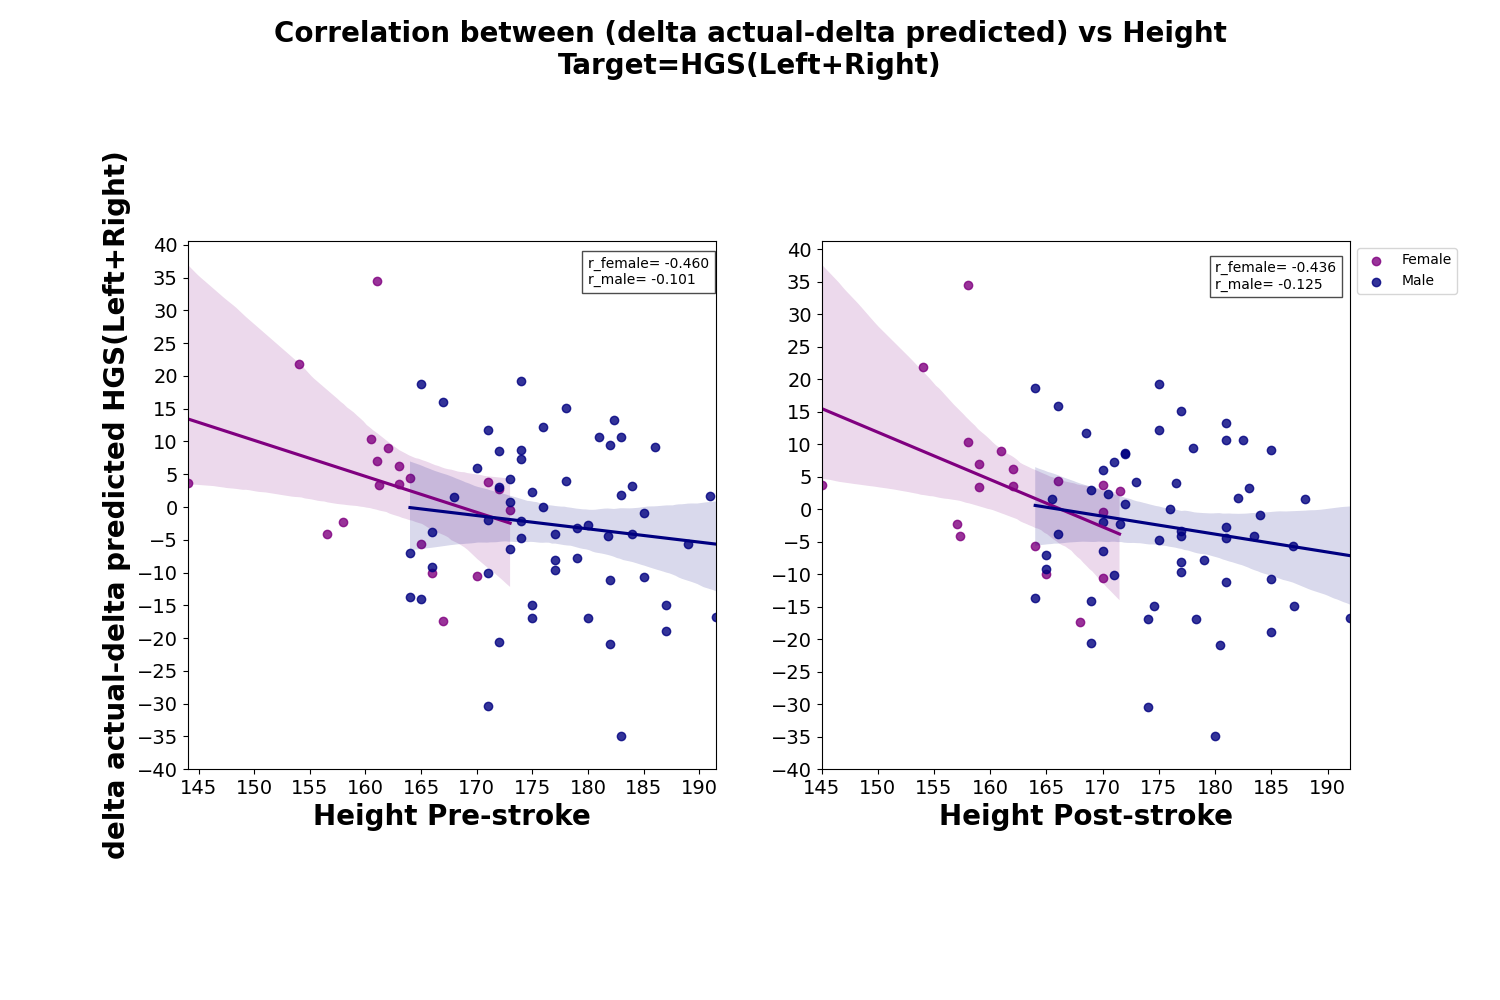 Correlation between (delta actual-delta predicted) vs Height
Target=HGS(Left+Right)
delta actual-delta predicted HGS(Left+Right)
40
35
30
25
20
15
10
5
0
−5
−10
−15
−20
−25
−30
−35
−40
r_female= -0.460
r_male= -0.101
145 150 155 160 165 170 175 180 185 190
Height Pre-stroke
40
35
30
25
20
15
10
5
0
−5
−10
−15
−20
−25
−30
−35
−40
r_female= -0.436
r_male= -0.125
145 150 155 160 165 170 175 180 185 190
Height Post-stroke
Female
Male